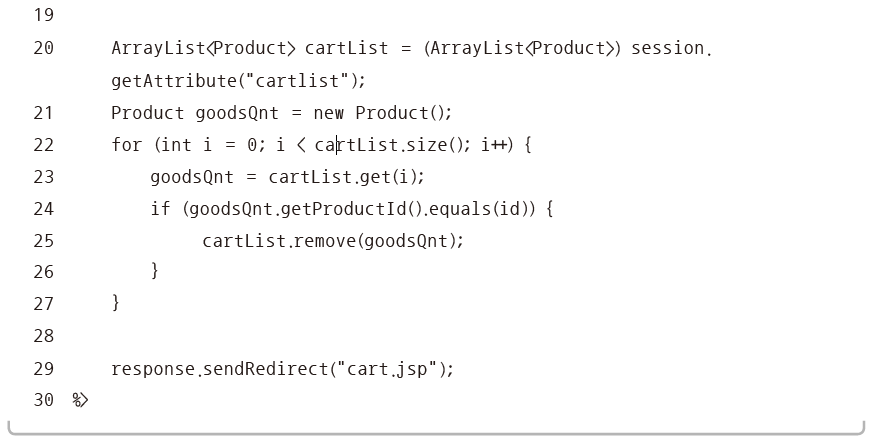 19
20 ArrayList<Product> cartList = (ArrayList<Product>) session.
getAttribute("cartlist");
21 Product goodsQnt = new Product();
22 for (int i = 0; i < cartList.size(); i++) {
23 goodsQnt = cartList.get(i);
24 if (goodsQnt.getProductId().equals(id)) {
25 cartList.remove(goodsQnt);
26 }
27 }
28
29 response.sendRedirect("cart.jsp");
30 %>